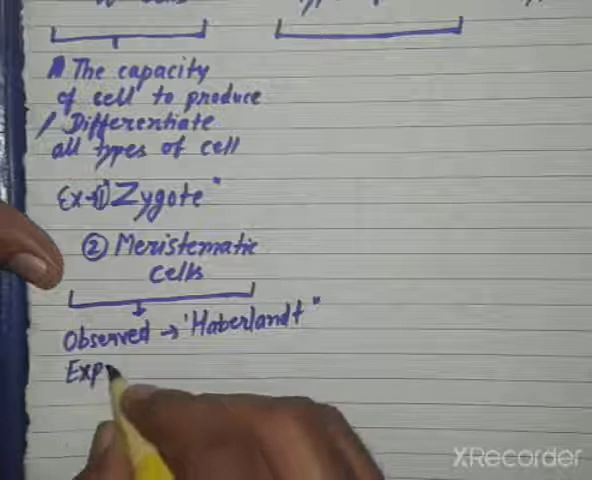 The capacity
of cell to produce
/ Differentiate
all types of cell
Ex → ① "Zygote"
② Meristematic
cells
Observed → 'Haberlandt"
Exp
XRecorder